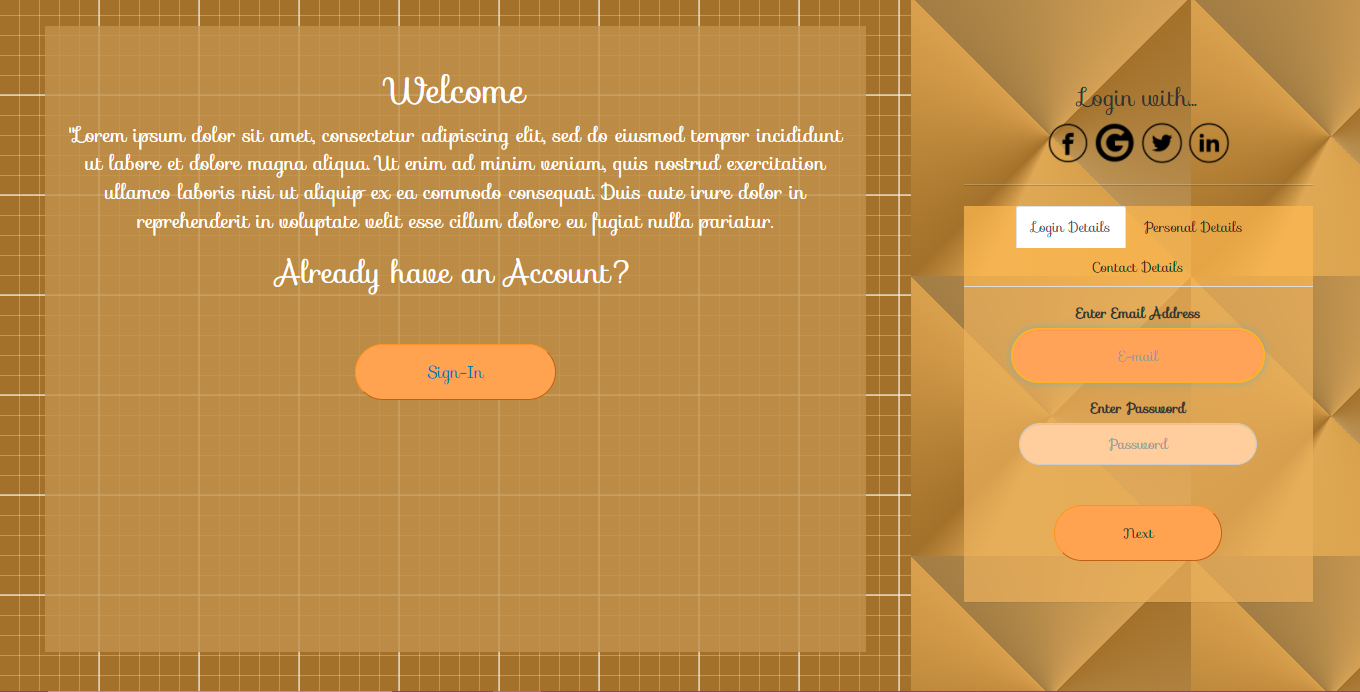 Welcome
"Lorem ipsum dolor sit amet, consectetur adipiscing elit, sed do eiusmod tempor incididunt
ut labore et dolore magna aliqua. Ut enim ad minim veniam, quis nostrud exercitation
ullamco laboris nisi ut aliquip ex ea commodo consequat. Duis aute irure dolor in
reprehenderit in voluptate velit esse cillum dolore eu fugiat nulla pariatur.
Already have an Account?
Sign-In
Login with...
Login Details
Personal Details
Contact Details
Enter Email Address
E-mail
Enter Password
Password
Next